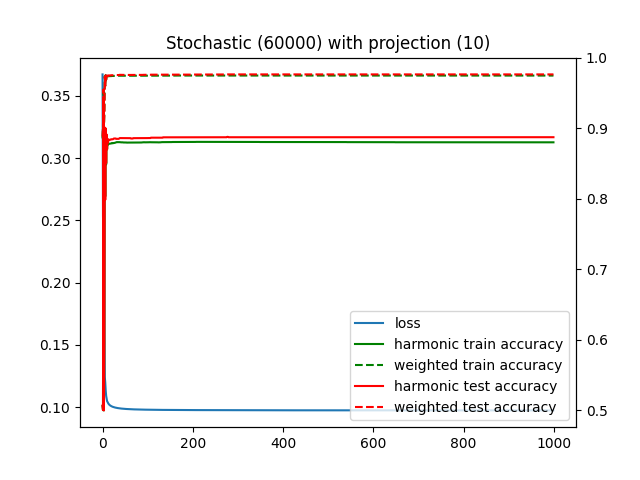 Stochastic (60000) with projection (10)
1.0
0.35
0.9
0.30
0.8
0.25
0.7
0.20
0.6
0.15
0.5
0.10
loss
harmonic train accuracy
weighted train accuracy
harmonic test accuracy
weighted test accuracy
0 200 400 600 800 1000